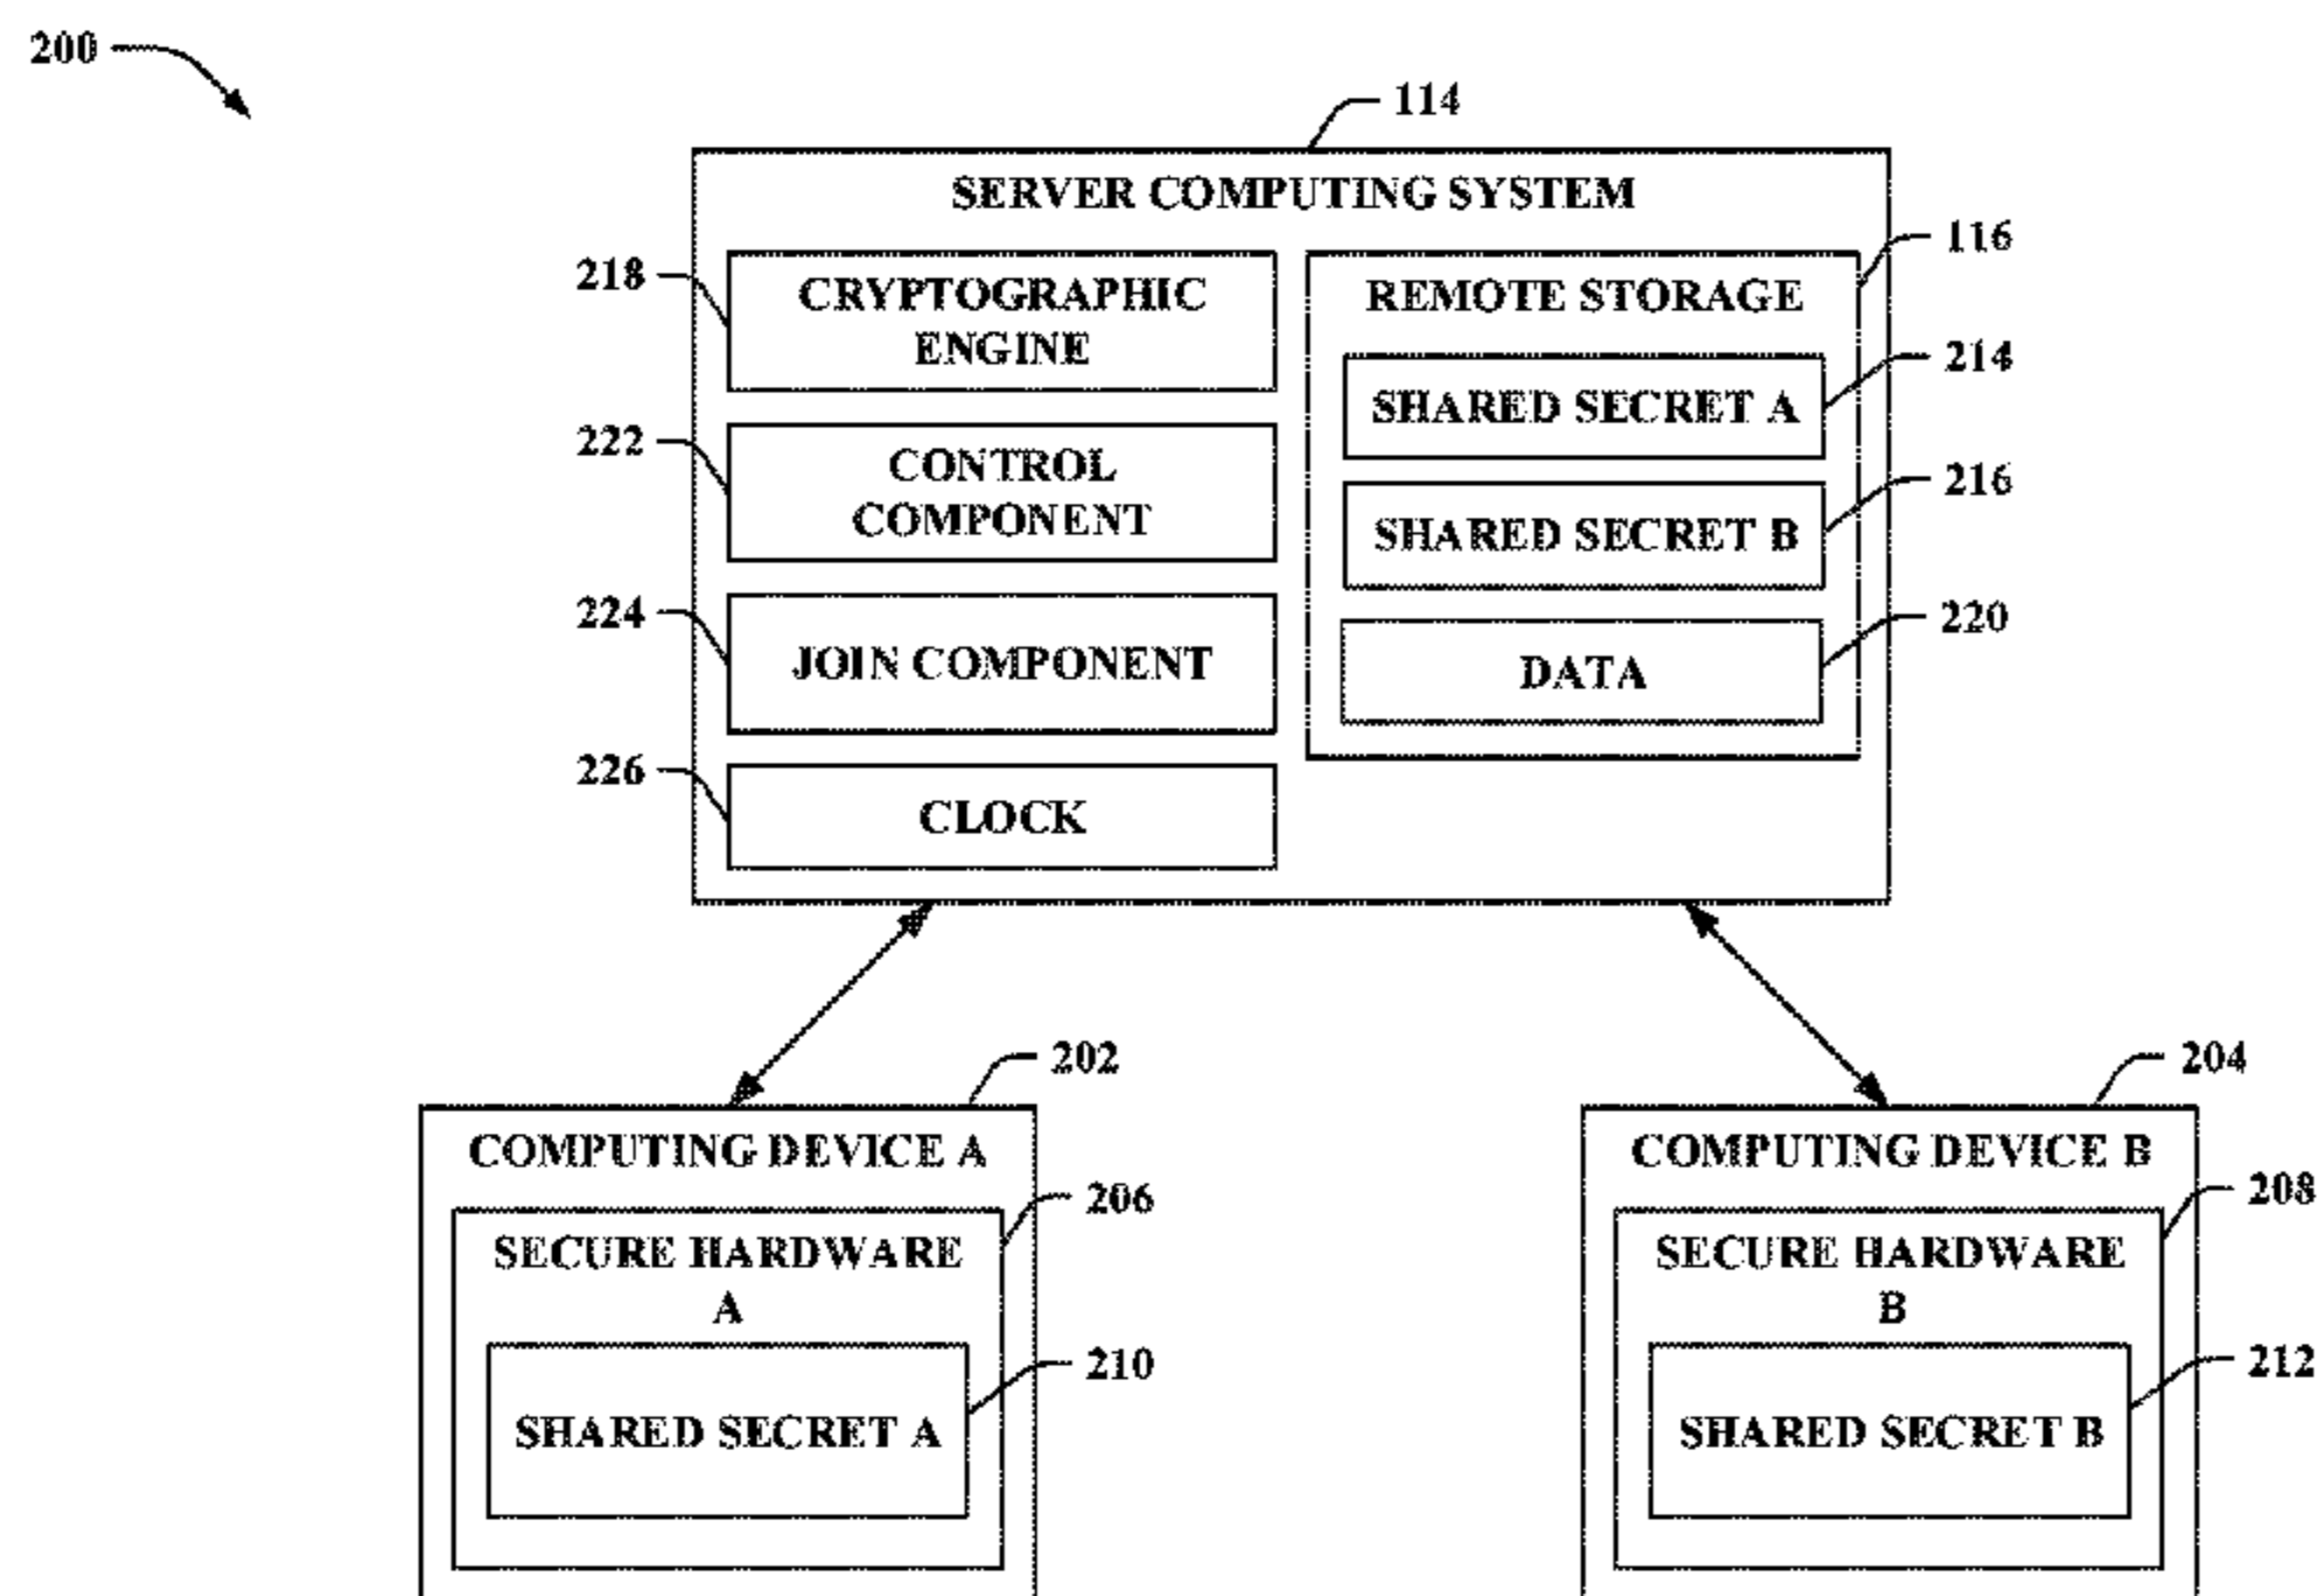 200
114
SERVER COMPUTING SYSTEM
116
218
CRYPTOGRAPHIC
ENGINE
REMOTE STORAGE
214
SHARED SECRET A
222
CONTROL
COMPONENT
216
SHARED SECRET B
224
JOIN COMPONENT
220
DATA
226
CLOCK
202
COMPUTING DEVICE A
206
SECURE HARDWARE
A
210
SHARED SECRET A
204
COMPUTING DEVICE B
208
SECURE HARDWARE
B
212
SHARED SECRET B